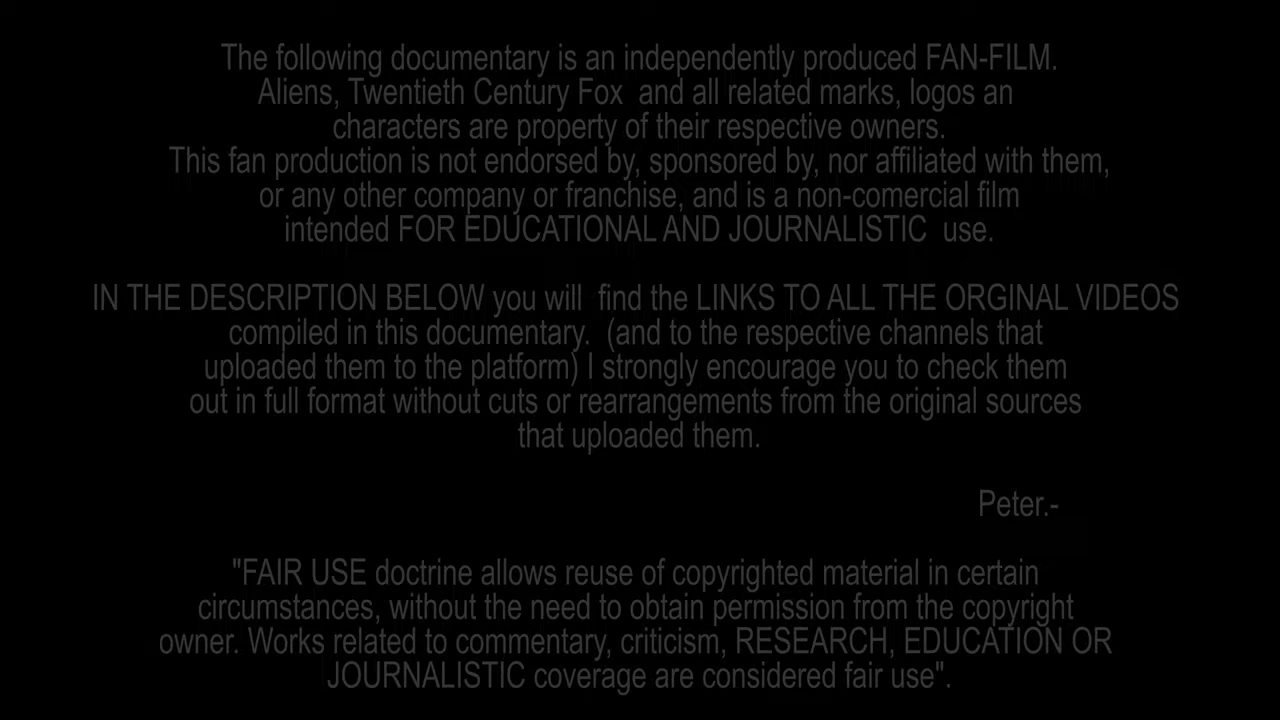 The following documentary is an independently produced FAN-FILM.
Aliens, Twentieth Century Fox  and all related marks, logos an
characters are property of their respective owners.
This fan production is not endorsed by, sponsored by, nor affiliated with them,
or any other company or franchise, and is a non-comercial film
intended FOR EDUCATIONAL AND JOURNALISTIC  use.
IN THE DESCRIPTION BELOW you will  find the LINKS TO ALL THE ORGINAL VIDEOS
compiled in this documentary.  (and to the respective channels that
uploaded them to the platform) I strongly encourage you to check them
out in full format without cuts or rearrangements from the original sources
that uploaded them.
Peter.-
"FAIR USE doctrine allows reuse of copyrighted material in certain
circumstances, without the need to obtain permission from the copyright
owner. Works related to commentary, criticism, RESEARCH, EDUCATION OR
JOURNALISTIC coverage are considered fair use".